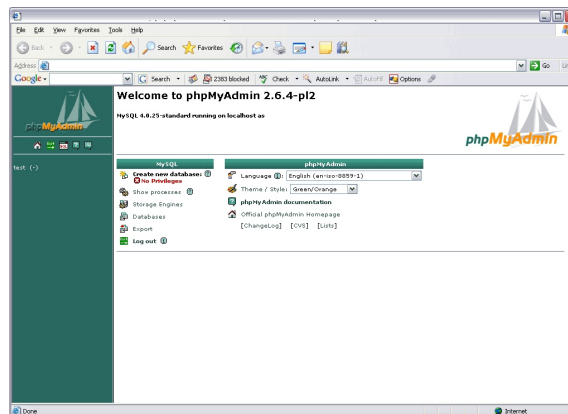 File Edit View Favorites Tools Help
Back Search Favorites
Address Go
Google Search 2383 blocked Check AutoLink AutoFill Options
phpMyAdmin
test (-)
Welcome to phpMyAdmin 2.6.4-pl2
MySQL 4.0.25-standard running on localhost as
phpMyAdmin
MySQL
Create new database:
No Privileges
Show processes
Storage Engines
Databases
Export
Log out
phpMyAdmin
Language : English (en-iso-8859-1)
Theme / Style: Green/Orange
phpMyAdmin documentation
Official phpMyAdmin Homepage
[ChangeLog] [CVS] [Lists]
Done Internet